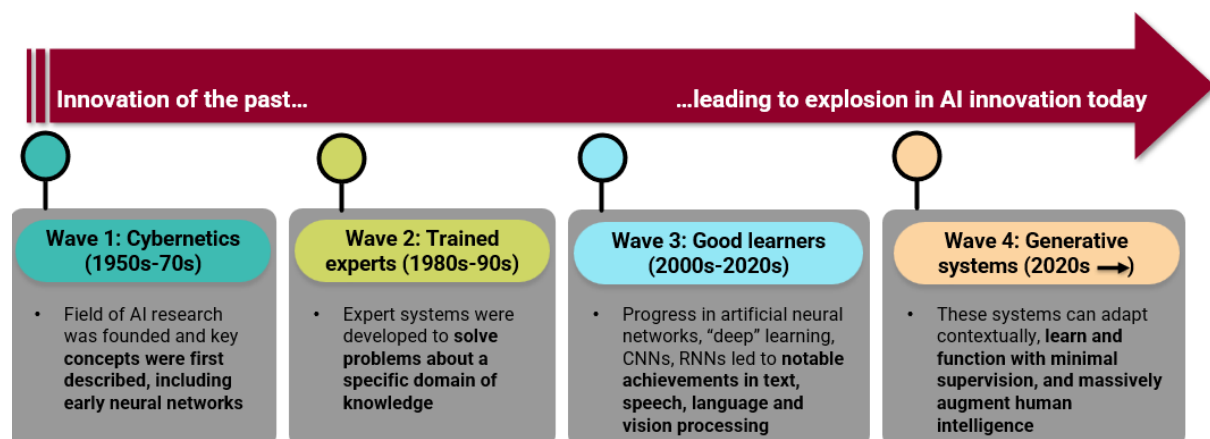 Innovation of the past…
…leading to explosion in AI innovation today
Wave 1: Cybernetics
(1950s-70s)
• Field of AI research
was founded and key
concepts were first
described, including
early neural networks
Wave 2: Trained
experts (1980s-90s)
• Expert systems were
developed to solve
problems about a
specific domain of
knowledge
Wave 3: Good learners
(2000s-2020s)
• Progress in artificial neural
networks, “deep” learning,
CNNs, RNNs led to notable
achievements in text,
speech, language and
vision processing
Wave 4: Generative
systems (2020s →)
• These systems can adapt
contextually, learn and
function with minimal
supervision, and massively
augment human
intelligence